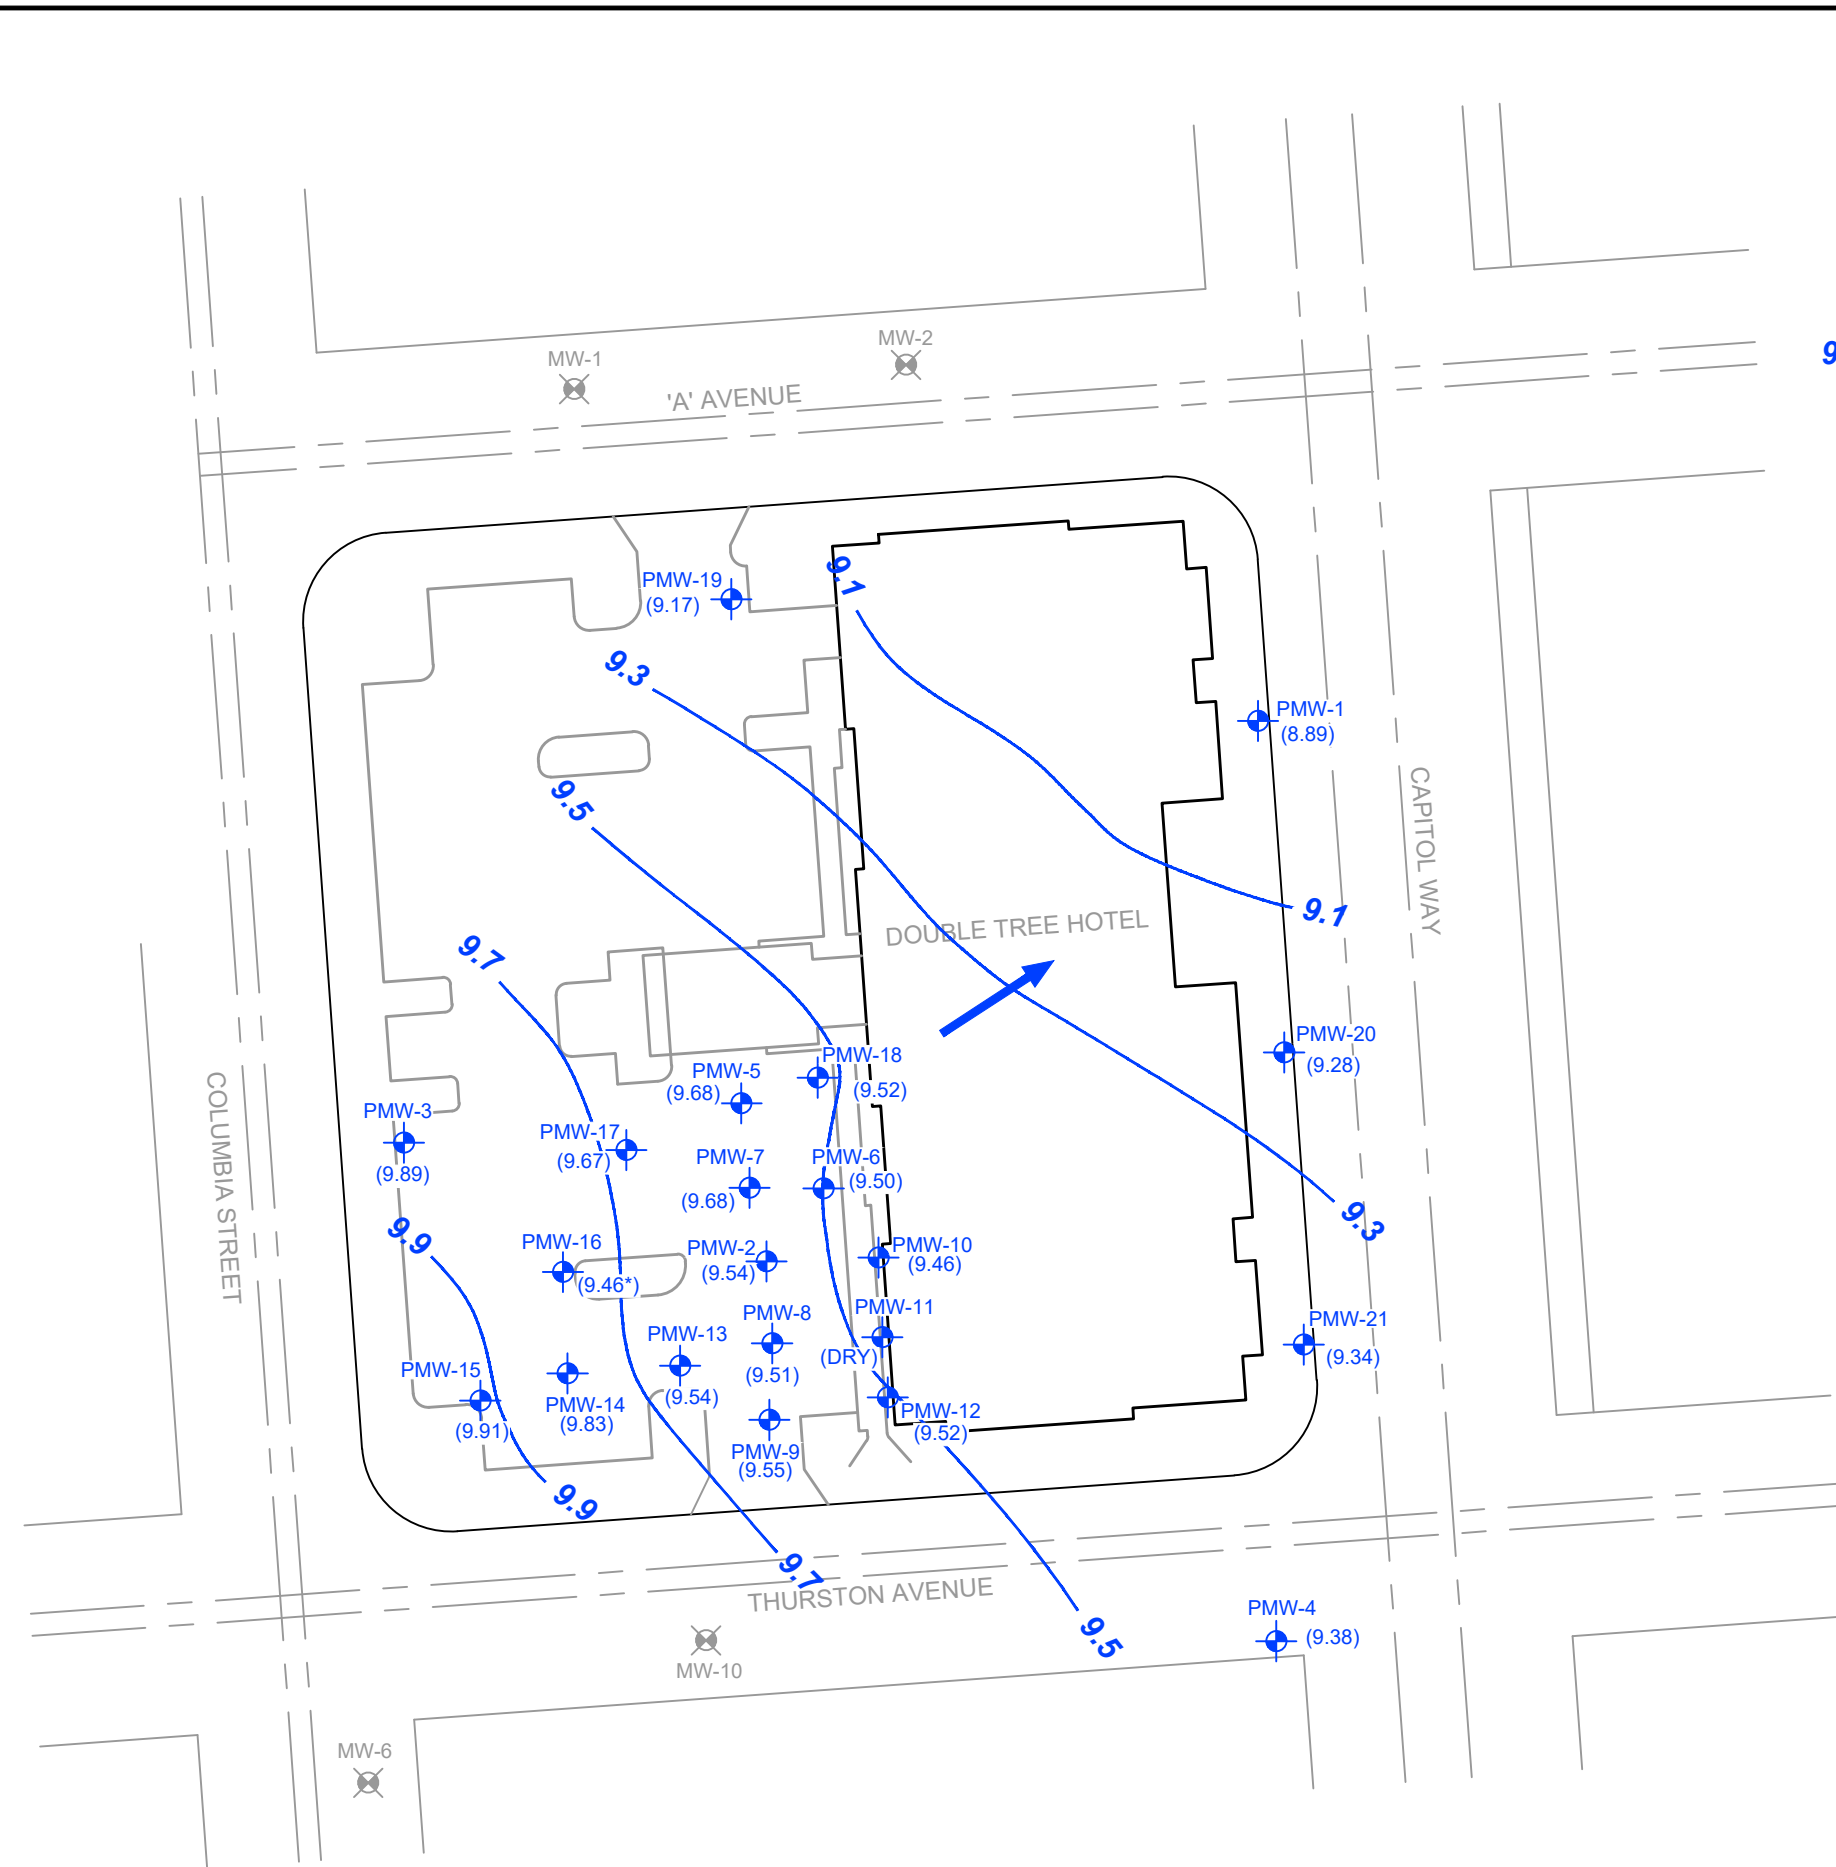 MW-2
MW-1
9
'A' AVENUE
9.1
PMW-19
(9.17)
9.3
PMW-1
(8.89)
9.5
CAPITOL WAY
9.1
DOUBLE TREE HOTEL
9.7
PMW-20
(9.28)
PMW-18
(9.52)
PMW-5
(9.68)
COLUMBIA STREET
PMW-3
(9.89)
PMW-17
(9.67)
PMW-7
(9.68)
PMW-6
(9.50)
9.3
9.9
PMW-16
(9.46*)
PMW-2
(9.54)
PMW-10
(9.46)
PMW-11
(DRY)
PMW-8
(9.51)
PMW-13
(9.54)
PMW-21
(9.34)
PMW-15
(9.91)
PMW-14
(9.83)
PMW-12
(9.52)
PMW-9
(9.55)
9.9
9.7
THURSTON AVENUE
9.5
PMW-4
(9.38)
MW-10
MW-6